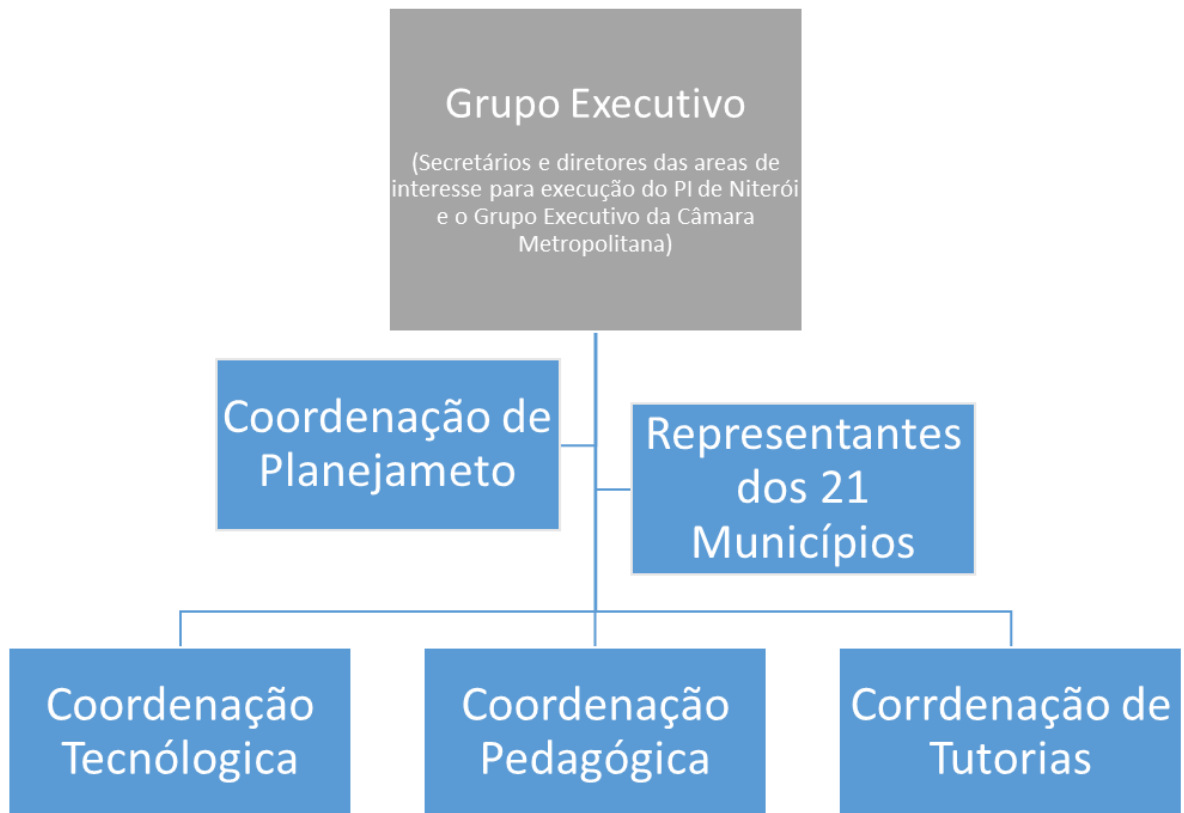 Grupo Executivo
(Secretários e diretores das areas de
interesse para execução do PI de Niterói
e o Grupo Executivo da Câmara
Metropolitana)
Coordenação de
Planejameto
Representantes
dos 21
Municípios
Coordenação
Tecnólogica
Coordenação
Pedagógica
Corrdenação de
Tutorias